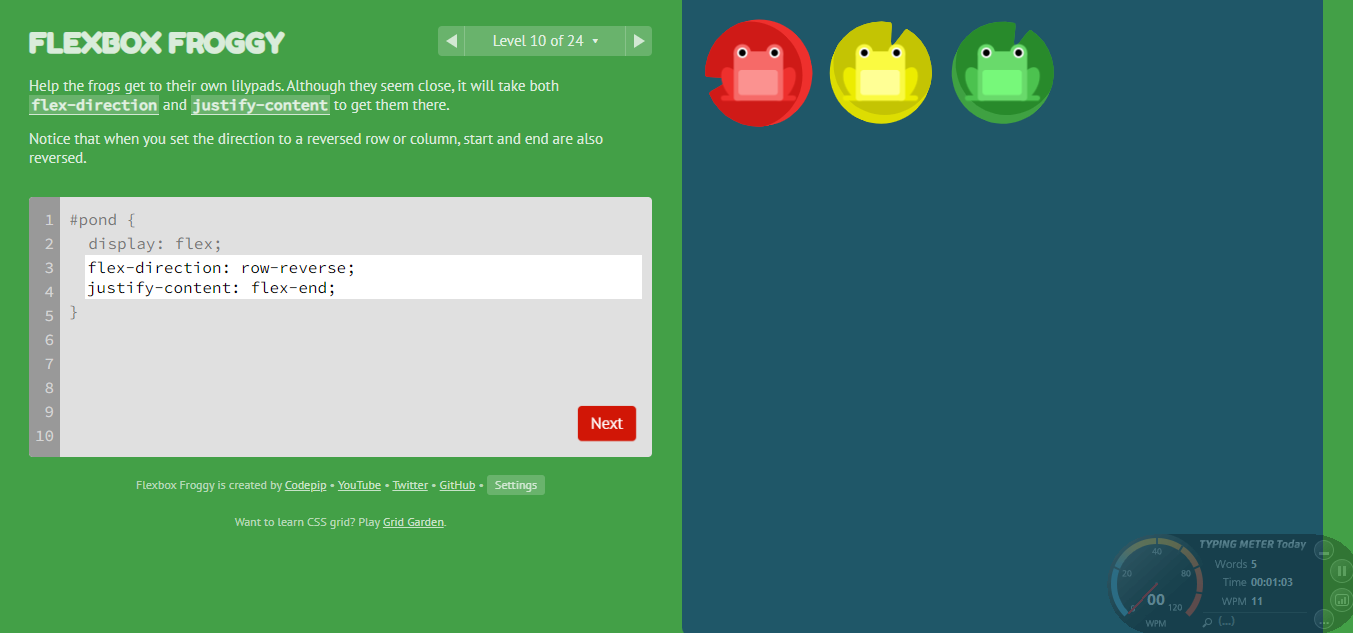 FLEXBOX FROGGY
Level 10 of 24
Help the frogs get to their own lilypads. Although they seem close, it will take both
flex-direction and justify-content to get them there.
Notice that when you set the direction to a reversed row or column, start and end are also
reversed.
1 #pond {
2 display: flex;
3 flex-direction: row-reverse;
4 justify-content: flex-end;
5 }
6
7
8
9
10
Next
Flexbox Froggy is created by Codepip • YouTube • Twitter • GitHub • Settings
Want to learn CSS grid? Play Grid Garden.
TYPING METER Today
Words 5
Time 00:01:03
WPM 11
20
40
80
120
00
WPM
(...)